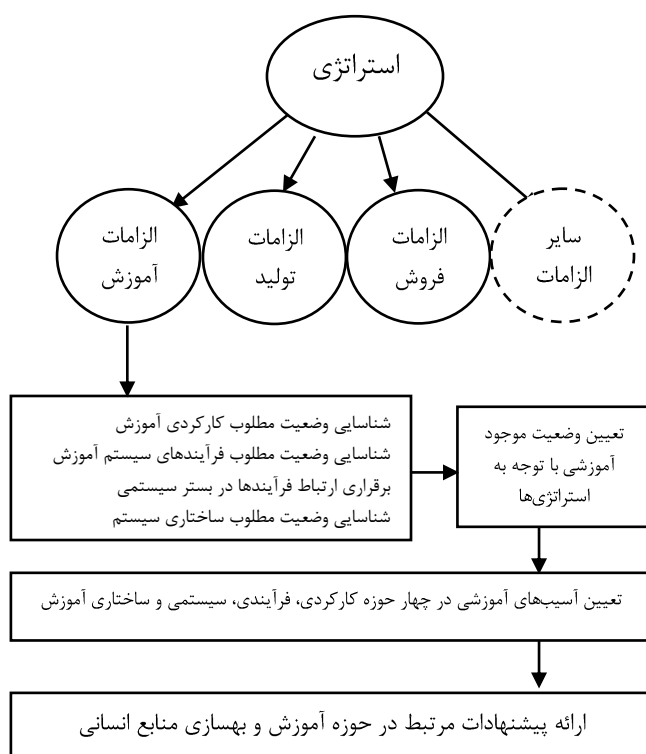 استراتژی
سایر
الزامات
الزامات
فروش
الزامات
تولید
الزامات
آموزش
شناسایی وضعیت مطلوب کارکردی آموزش
شناسایی وضعیت مطلوب فرآیندهای سیستم آموزش
برقراری ارتباط فرآیندها در بستر سیستمی
شناسایی وضعیت مطلوب ساختاری سیستم
تعیین وضعیت موجود
آموزشی با توجه به
استراتژی‌ها
تعیین آسیب‌های آموزشی در چهار حوزه کارکردی، فرآیندی، سیستمی و ساختاری آموزش
ارائه پیشنهادات مرتبط در حوزه آموزش و بهسازی منابع انسانی